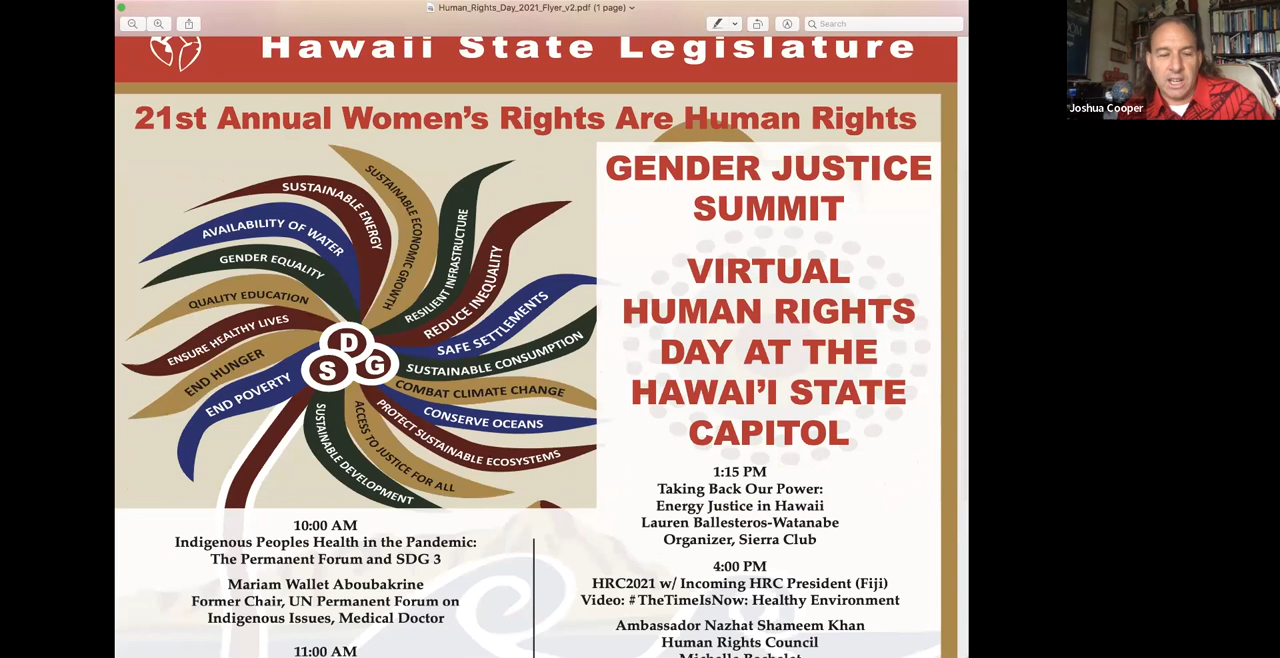 Human_Rights_Day_2021_Flyer_v2.pdf (1 page)
Search
Hawaii State Legislature
21st Annual Women's Rights Are Human Rights
SUSTAINABLE ECONOMIC GROWTH
SUSTAINABLE ENERGY
AVAILABILITY OF WATER
GENDER EQUALITY
QUALITY EDUCATION
ENSURE HEALTHY LIVES
END HUNGER
END POVERTY
RESILIENT INFRASTRUCTURE
REDUCE INEQUALITY
SAFE SETTLEMENTS
SUSTAINABLE CONSUMPTION
COMBAT CLIMATE CHANGE
CONSERVE OCEANS
PROTECT SUSTAINABLE ECOSYSTEMS
ACCESS TO JUSTICE FOR ALL
SUSTAINABLE DEVELOPMENT
S D G
10:00 AM
Indigenous Peoples Health in the Pandemic:
The Permanent Forum and SDG 3
Mariam Wallet Aboubakrine
Former Chair, UN Permanent Forum on
Indigenous Issues, Medical Doctor
11:00 AM
GENDER JUSTICE
SUMMIT
VIRTUAL
HUMAN RIGHTS
DAY AT THE
HAWAI'I STATE
CAPITOL
1:15 PM
Taking Back Our Power:
Energy Justice in Hawaii
Lauren Ballesteros-Watanabe
Organizer, Sierra Club
4:00 PM
HRC2021 w/ Incoming HRC President (Fiji)
Video: #TheTimeIsNow: Healthy Environment
Ambassador Nazhat Shameem Khan
Human Rights Council
Joshua Cooper